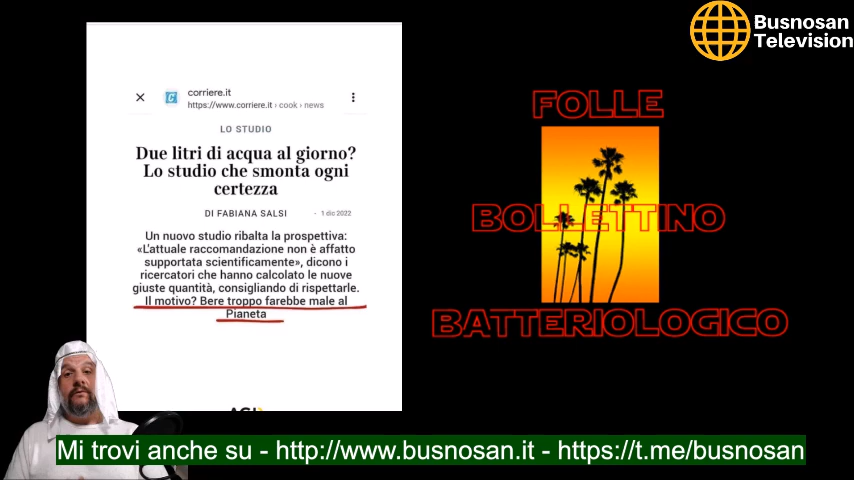 Busnosan
Television
corriere.it
https://www.corriere.it › cook › news
LO STUDIO
Due litri di acqua al giorno?
Lo studio che smonta ogni
certezza
DI FABIANA SALSI - 1 dic 2022
Un nuovo studio ribalta la prospettiva:
«L'attuale raccomandazione non è affatto
supportata scientificamente», dicono i
ricercatori che hanno calcolato le nuove
giuste quantità, consigliando di rispettarle.
Il motivo? Bere troppo farebbe male al
Pianeta
FOLLE
BOLLETTINO
BATTERIOLOGICO
Mi trovi anche su - http://www.busnosan.it - https://t.me/busnosan